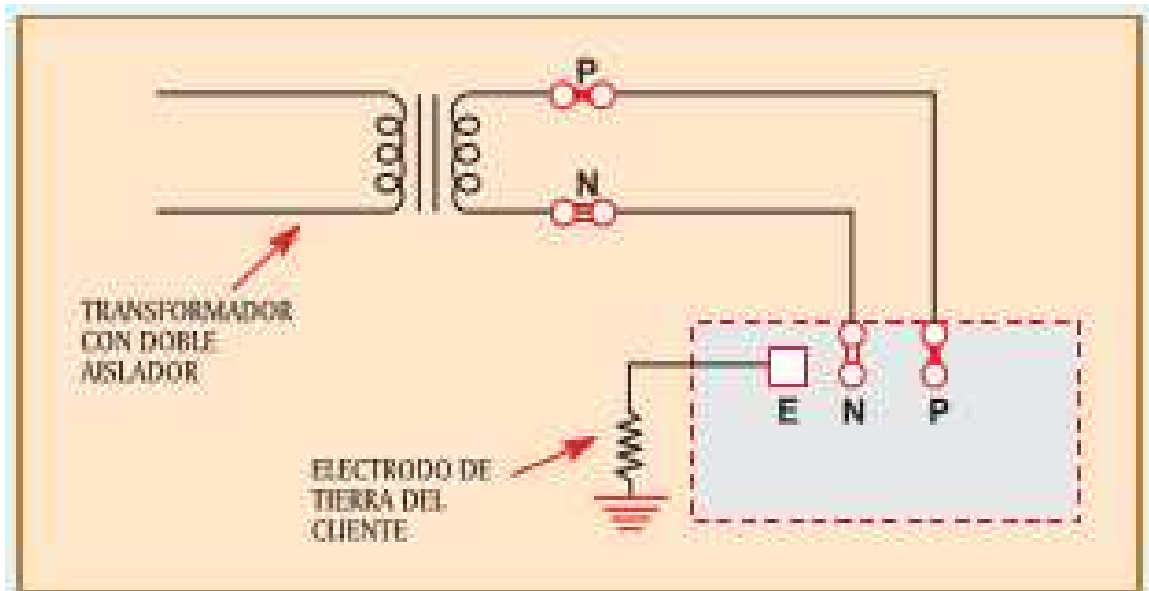 P
N
TRANSFORMADOR
CON DOBLE
AISLADOR
E N P
ELECTRODO DE
TIERRA DEL
CLIENTE